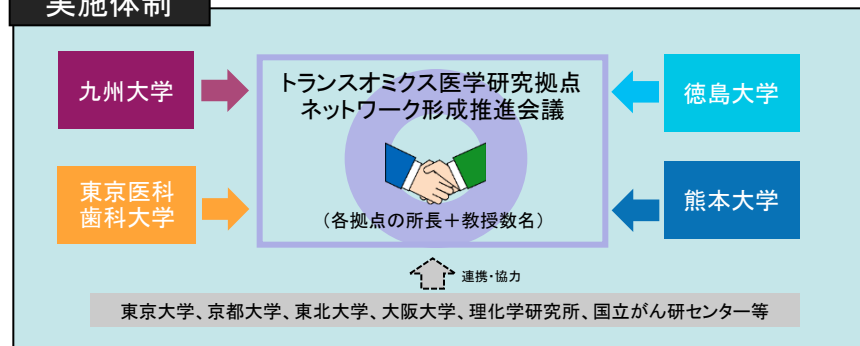 実施体制
九州大学
トランスオミクス医学研究拠点
ネットワーク形成推進会議
徳島大学
東京医科
歯科大学
熊本大学
（各拠点の所長＋教授数名）
連携・協力
東京大学、京都大学、東北大学、大阪大学、理化学研究所、国立がん研センター等